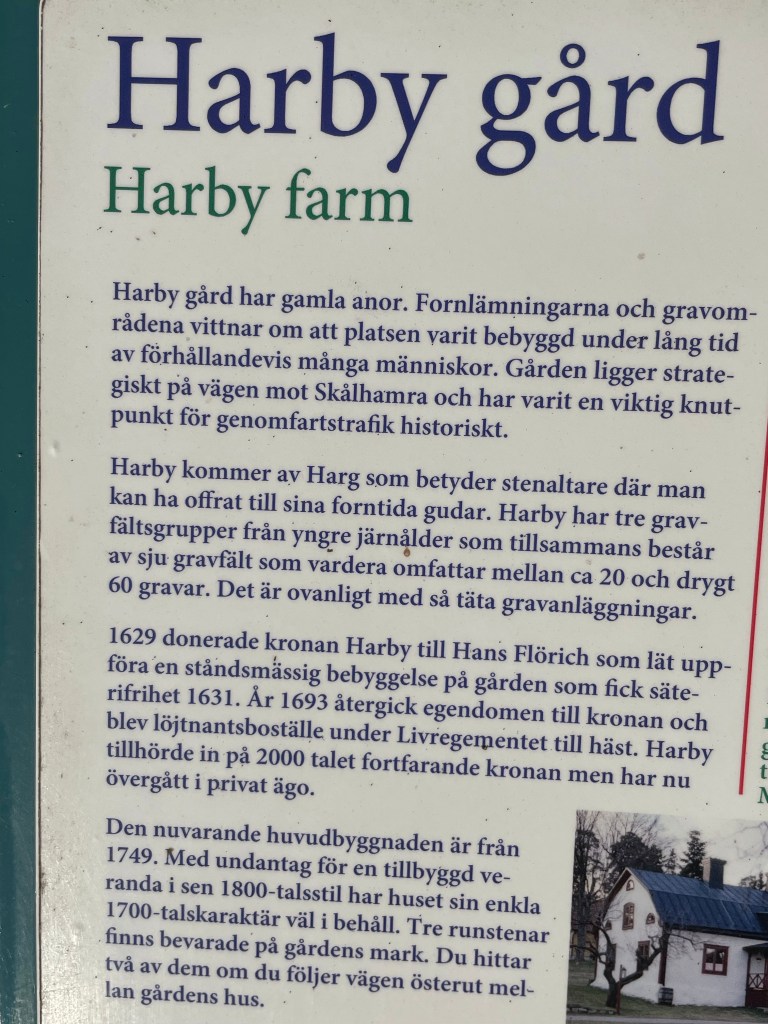 Harby gård
Harby farm
Harby gård har gamla anor. Fornlämningarna och gravom-
rådena vittnar om att platsen varit bebyggd under lång tid
av förhållandevis många människor. Gården ligger strate-
giskt på vägen mot Skålhamra och har varit en viktig knut-
punkt för genomfartstrafik historiskt.
Harby kommer av Harg som betyder stenaltare där man
kan ha offrat till sina forntida gudar. Harby har tre grav-
fältsgrupper från yngre järnålder som tillsammans består
av sju gravfält som vardera omfattar mellan ca 20 och drygt
60 gravar. Det är ovanligt med så täta gravanläggningar.
1629 donerade kronan Harby till Hans Flörich som lät upp-
föra en ståndsmässig bebyggelse på gården som fick säte-
rifrihet 1631. År 1693 återgick egendomen till kronan och
blev löjtnantsboställe under Livregementet till häst. Harby
tillhörde in på 2000 talet fortfarande kronan men har nu
övergått i privat ägo.
Den nuvarande huvudbyggnaden är från
1749. Med undantag för en tillbyggd ve-
randa i sen 1800-talsstil har huset sin enkla
1700-talskaraktär väl i behåll. Tre runstenar
finns bevarade på gårdens mark. Du hittar
två av dem om du följer vägen österut mel-
lan gårdens hus.